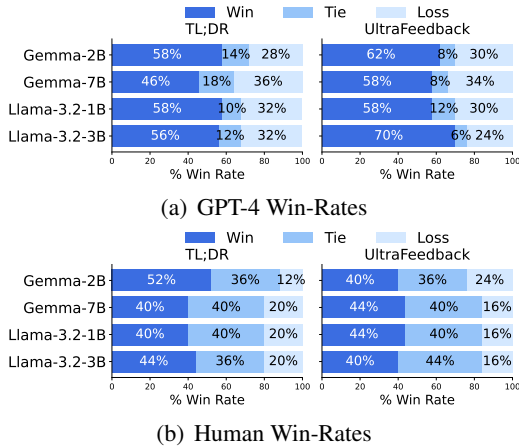 Win Tie Loss
TL;DR UltraFeedback
Gemma-2B 58% 14% 28% 62% 8% 30%
Gemma-7B 46% 18% 36% 58% 8% 34%
Llama-3.2-1B 58% 10% 32% 58% 12% 30%
Llama-3.2-3B 56% 12% 32% 70% 6% 24%
0 20 40 60 80 100 0 20 40 60 80 100
% Win Rate % Win Rate
(a) GPT-4 Win-Rates
Win Tie Loss
TL;DR UltraFeedback
Gemma-2B 52% 36% 12% 40% 36% 24%
Gemma-7B 40% 40% 20% 44% 40% 16%
Llama-3.2-1B 40% 40% 20% 44% 40% 16%
Llama-3.2-3B 44% 36% 20% 40% 44% 16%
0 20 40 60 80 100 0 20 40 60 80 100
% Win Rate % Win Rate
(b) Human Win-Rates